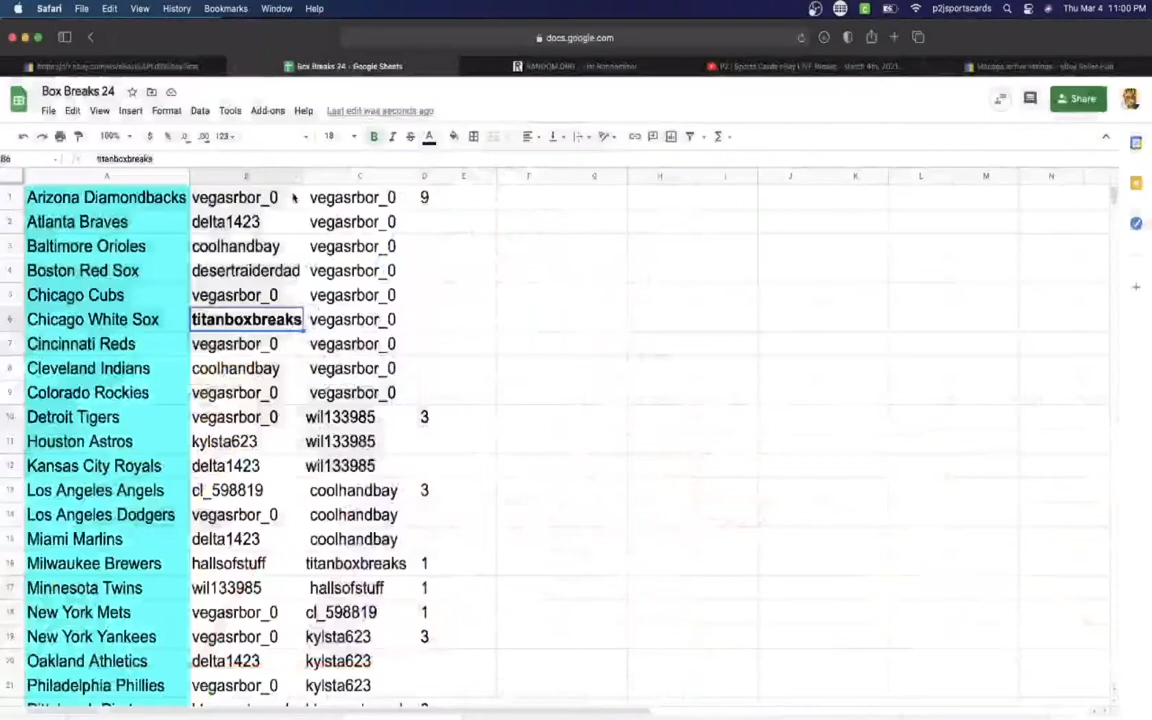 Safari File Edit View History Bookmarks Window Help p2jsportscards Thu Mar 4 11:00 PM
docs.google.com
Box Breaks 24 - Google Sheets
Box Breaks 24
File Edit View Insert Format Data Tools Add-ons Help Last edit was seconds ago
Share
100% $ % .0 .00 123 18 B I S A
B6 titanboxbreaks
A B C D E F G H I J K L M N
1 Arizona Diamondbacks vegasrbor_0 vegasrbor_0 9
2 Atlanta Braves delta1423 vegasrbor_0
3 Baltimore Orioles coolhandbay vegasrbor_0
4 Boston Red Sox desertraiderdad vegasrbor_0
5 Chicago Cubs vegasrbor_0 vegasrbor_0
6 Chicago White Sox titanboxbreaks vegasrbor_0
7 Cincinnati Reds vegasrbor_0 vegasrbor_0
8 Cleveland Indians coolhandbay vegasrbor_0
9 Colorado Rockies vegasrbor_0 vegasrbor_0
10 Detroit Tigers vegasrbor_0 wil133985 3
11 Houston Astros kylsta623 wil133985
12 Kansas City Royals delta1423 wil133985
13 Los Angeles Angels cl_598819 coolhandbay 3
14 Los Angeles Dodgers vegasrbor_0 coolhandbay
15 Miami Marlins delta1423 coolhandbay
16 Milwaukee Brewers hallsofstuff titanboxbreaks 1
17 Minnesota Twins wil133985 hallsofstuff 1
18 New York Mets vegasrbor_0 cl_598819 1
19 New York Yankees vegasrbor_0 kylsta623 3
20 Oakland Athletics delta1423 kylsta623
21 Philadelphia Phillies vegasrbor_0 kylsta623